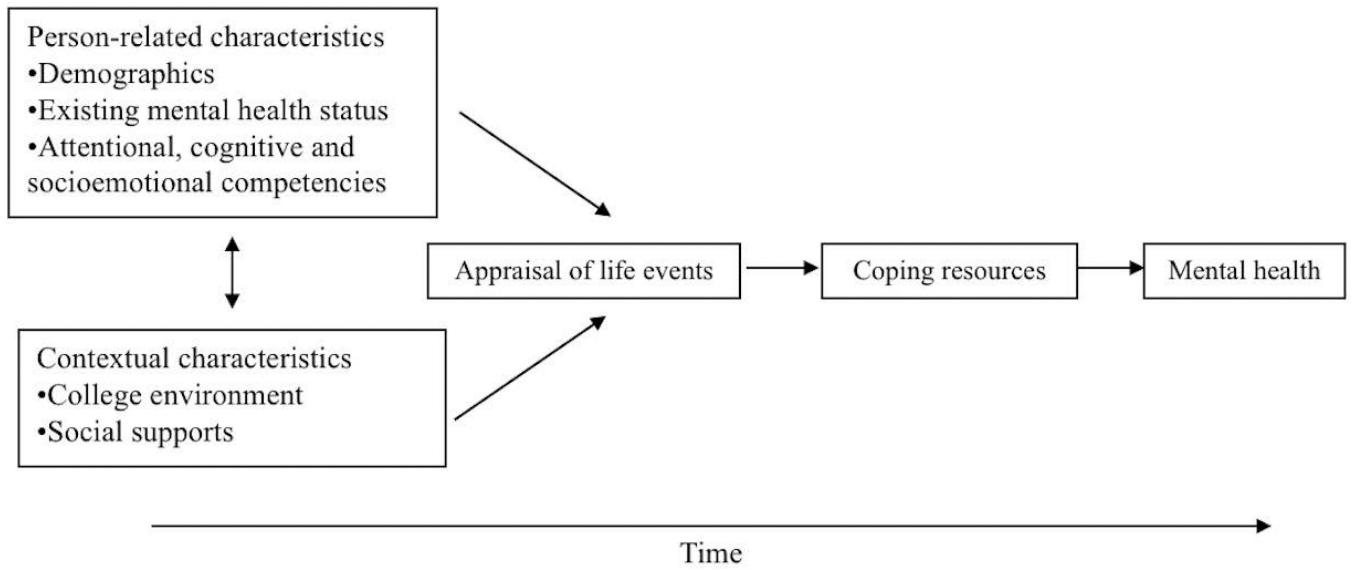 Person-related characteristics
•Demographics
•Existing mental health status
•Attentional, cognitive and
socioemotional competencies
Appraisal of life events
Coping resources
Mental health
Contextual characteristics
•College environment
•Social supports
Time